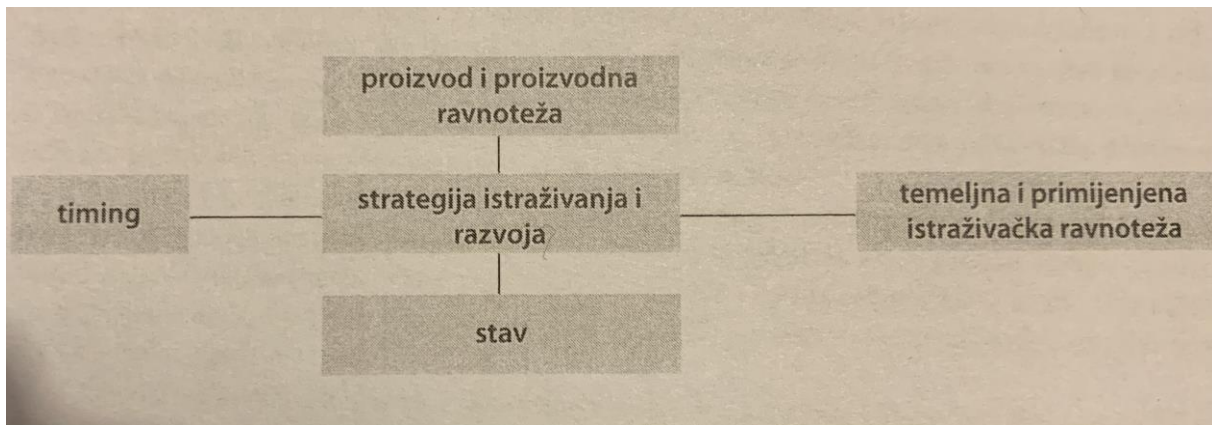 proizvod i proizvodna
ravnoteža
timing
strategija istraživanja i
razvoja
temeljna i primijenjena
istraživačka ravnoteža
stav